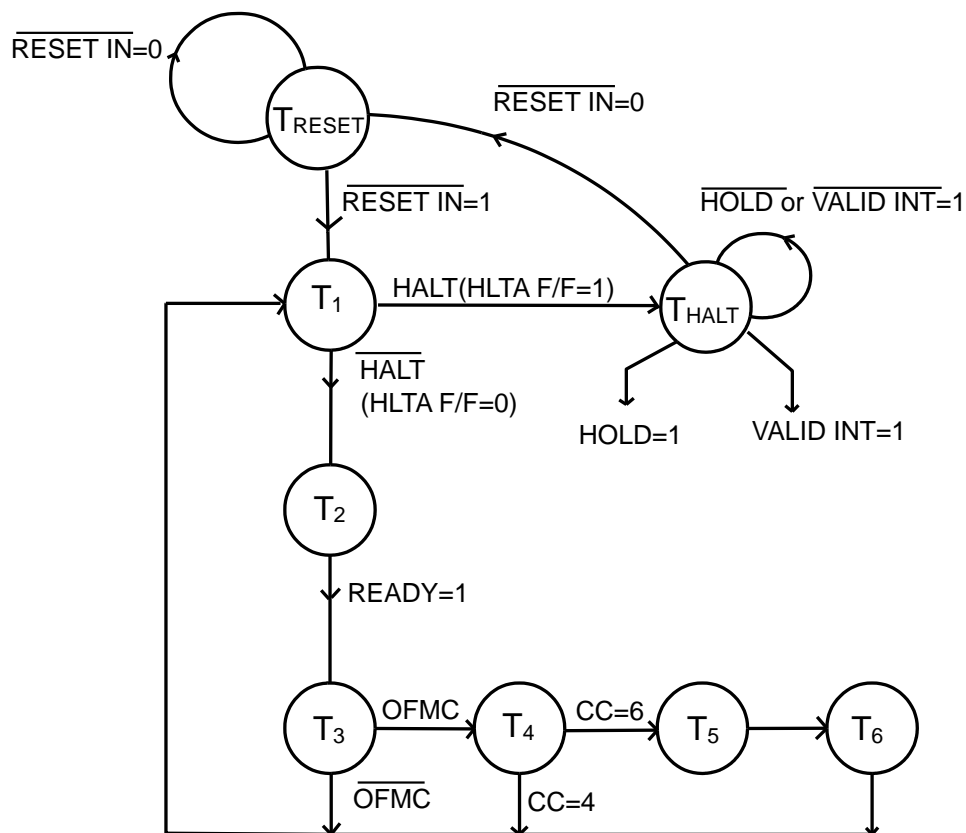 RESET IN=0
TRESET
RESET IN=0
RESET IN=1
HOLD or VALID INT=1
T1
HALT(HLTA F/F=1)
THALT
HALT
(HLTA F/F=0)
HOLD=1
VALID INT=1
T2
READY=1
T3
OFMC
T4
CC=6
T5
T6
OFMC
CC=4